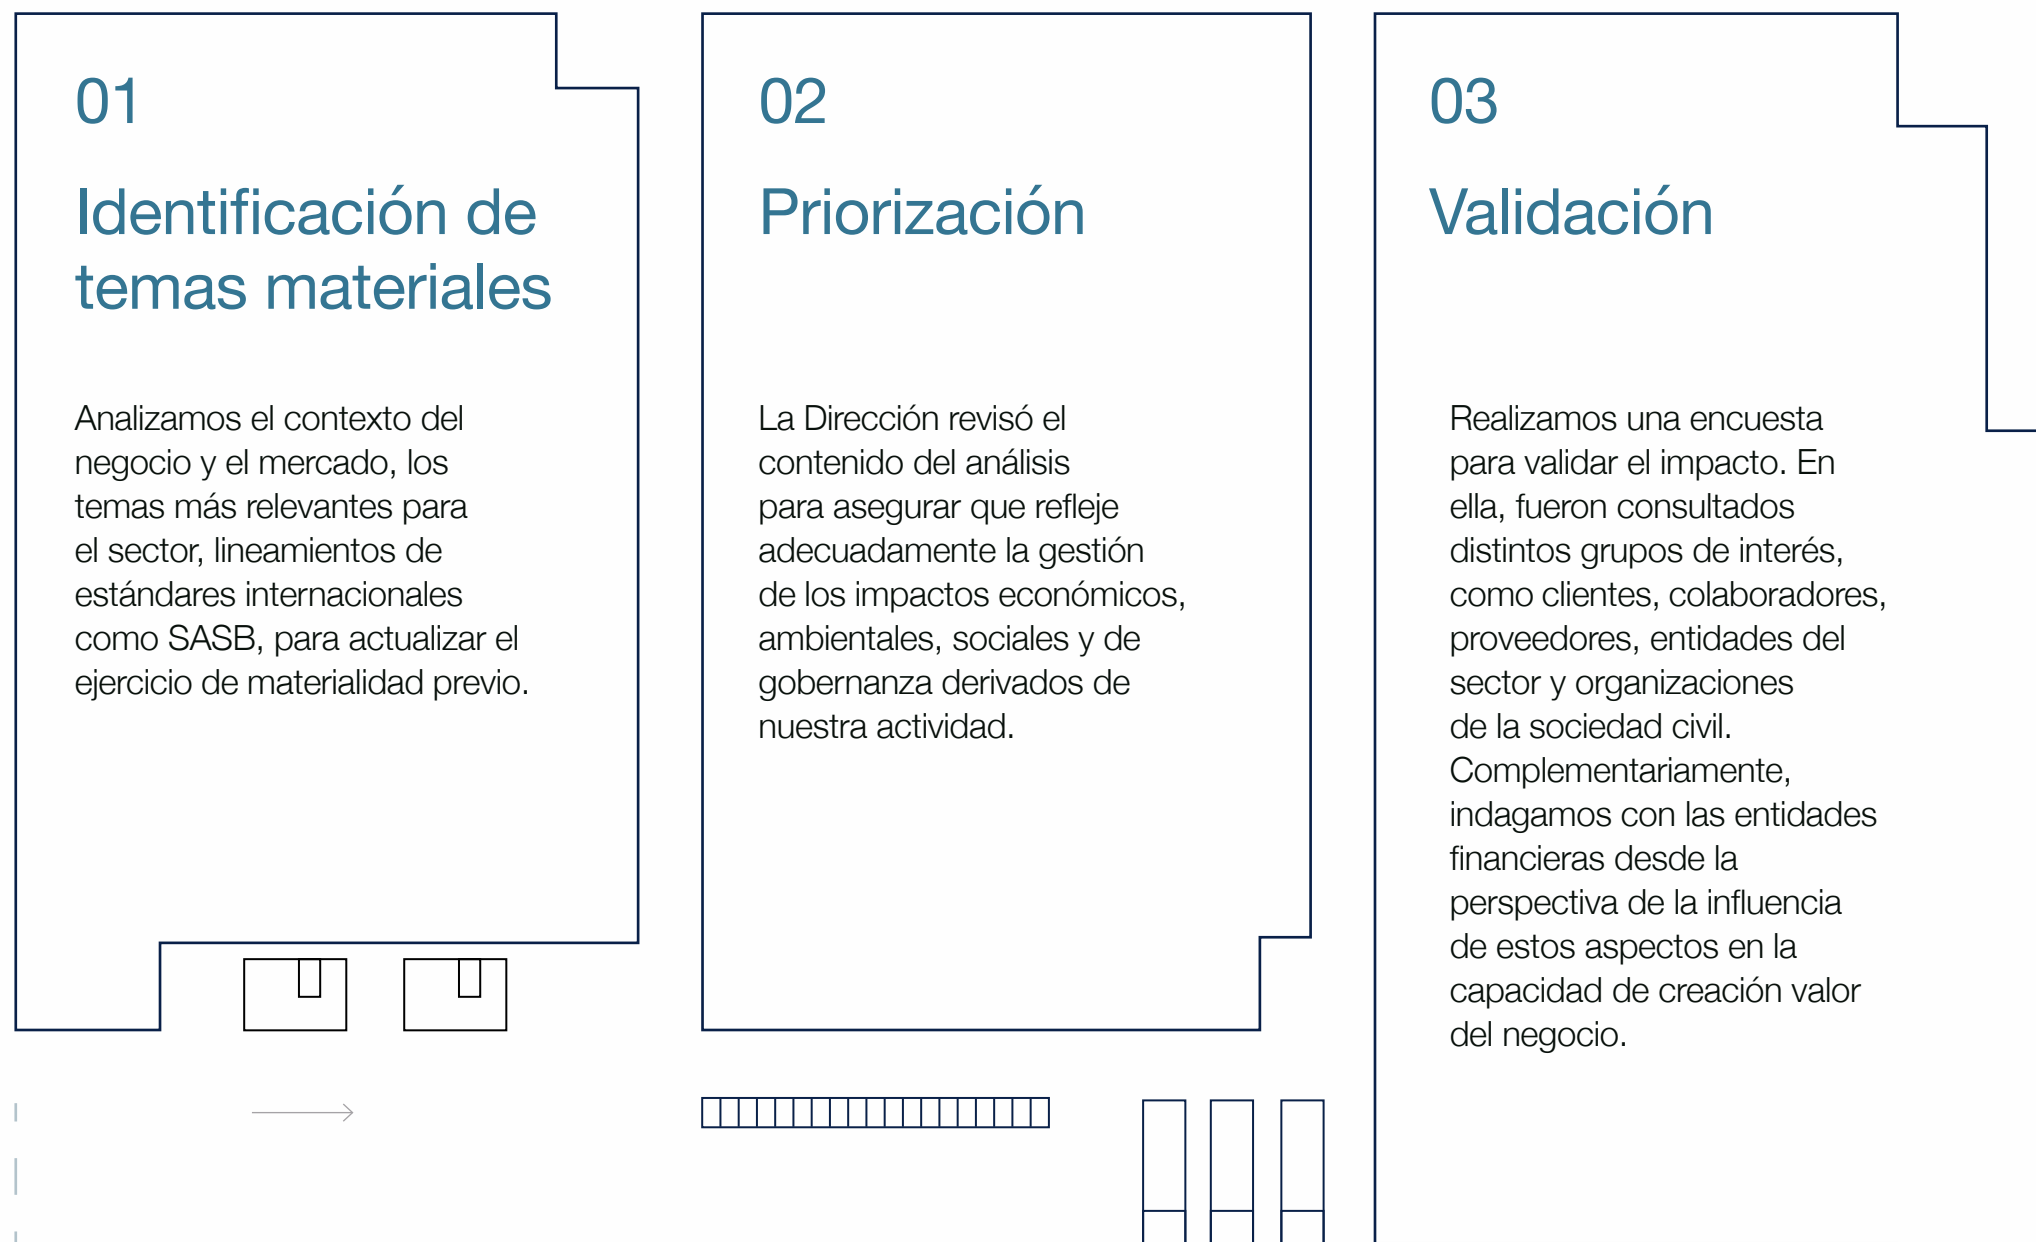 01
Identificación de
temas materiales
Analizamos el contexto del
negocio y el mercado, los
temas más relevantes para
el sector, lineamientos de
estándares internacionales
como SASB, para actualizar el
ejercicio de materialidad previo.
02
Priorización
La Dirección revisó el
contenido del análisis
para asegurar que refleje
adecuadamente la gestión
de los impactos económicos,
ambientales, sociales y de
gobernanza derivados de
nuestra actividad.
03
Validación
Realizamos una encuesta
para validar el impacto. En
ella, fueron consultados
distintos grupos de interés,
como clientes, colaboradores,
proveedores, entidades del
sector y organizaciones
de la sociedad civil.
Complementariamente,
indagamos con las entidades
financieras desde la
perspectiva de la influencia
de estos aspectos en la
capacidad de creación valor
del negocio.